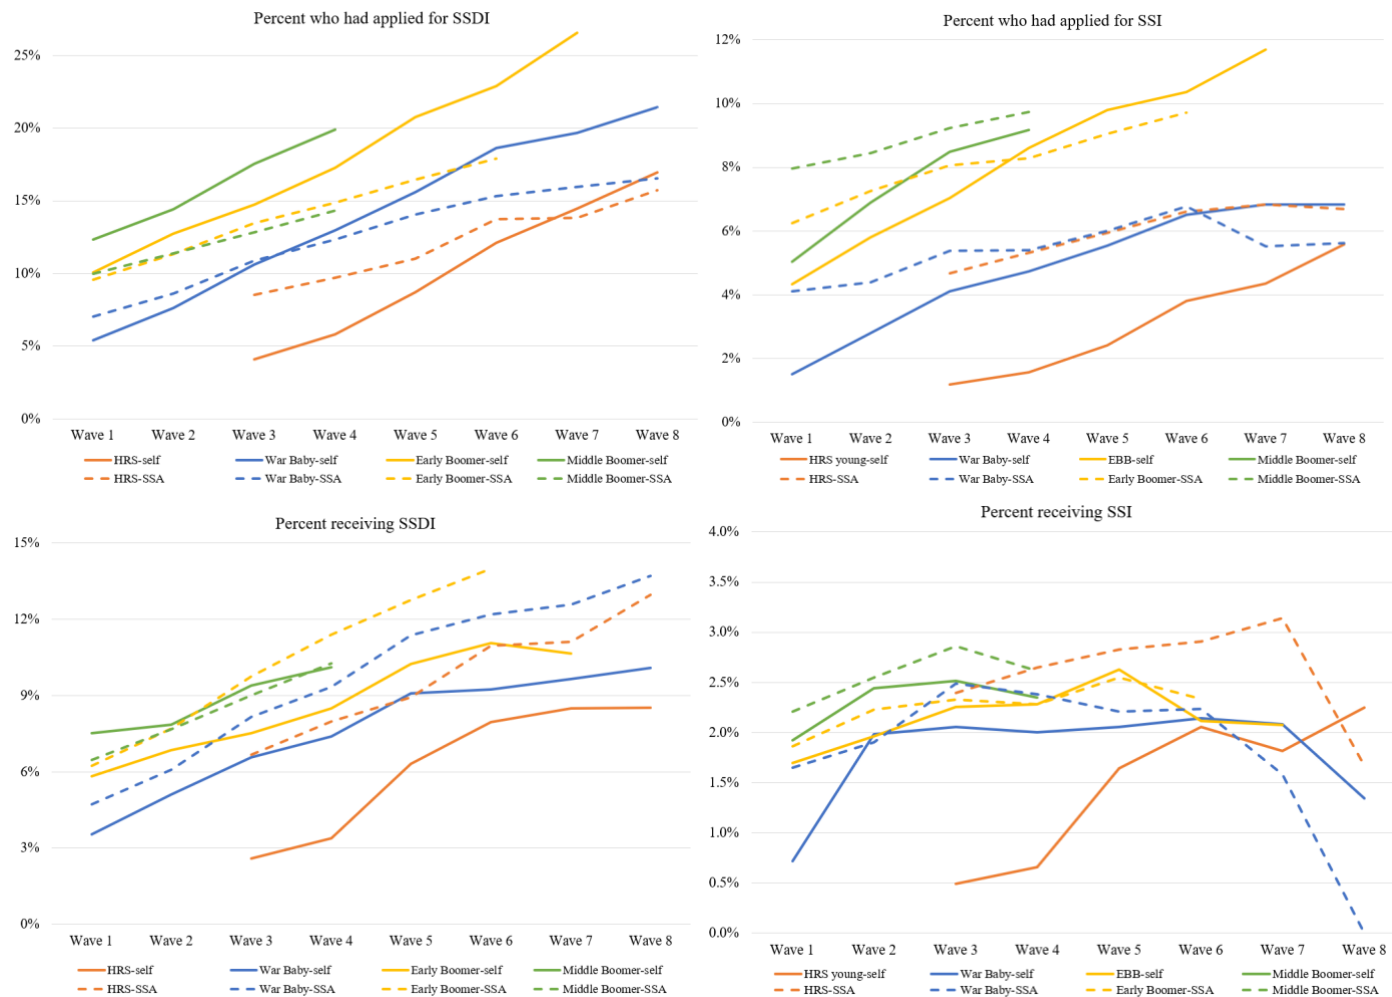 Percent who had applied for SSDI
25%
20%
15%
10%
5%
0%
Wave 1 Wave 2 Wave 3 Wave 4 Wave 5 Wave 6 Wave 7 Wave 8
HRS-self War Baby-self Early Boomer-self Middle Boomer-self
HRS-SSA War Baby-SSA Early Boomer-SSA Middle Boomer-SSA
Percent who had applied for SSI
12%
10%
8%
6%
4%
2%
0%
Wave 1 Wave 2 Wave 3 Wave 4 Wave 5 Wave 6 Wave 7 Wave 8
HRS young-self War Baby-self EBB-self Middle Boomer-self
HRS-SSA War Baby-SSA Early Boomer-SSA Middle Boomer-SSA
Percent receiving SSDI
15%
12%
9%
6%
3%
0%
Wave 1 Wave 2 Wave 3 Wave 4 Wave 5 Wave 6 Wave 7 Wave 8
HRS-self War Baby-self Early Boomer-self Middle Boomer-self
HRS-SSA War Baby-SSA Early Boomer-SSA Middle Boomer-SSA
Percent receiving SSI
4.0%
3.5%
3.0%
2.5%
2.0%
1.5%
1.0%
0.5%
0.0%
Wave 1 Wave 2 Wave 3 Wave 4 Wave 5 Wave 6 Wave 7 Wave 8
HRS young-self War Baby-self EBB-self Middle Boomer-self
HRS-SSA War Baby-SSA Early Boomer-SSA Middle Boomer-SSA